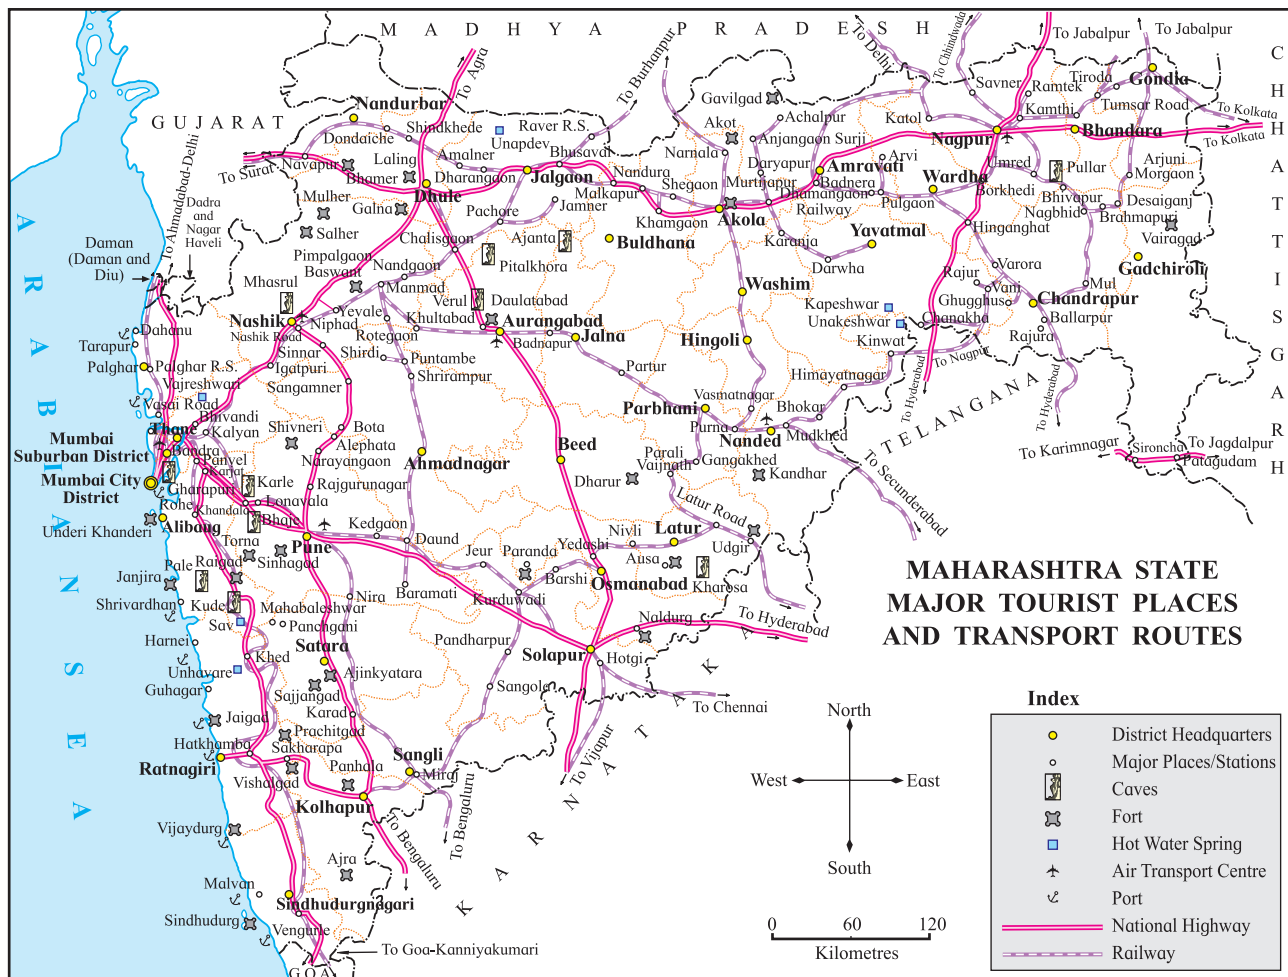 MADHYA PRADESH
GUJARAT
CHHATTISGARH
TELANGANA
KARNATAKA
GOA
ARABIAN SEA
To Agra
To Burhanpur
To Delhi
To Chhindwada
To Jabalpur
To Jabalpur
To Kolkata
To Kolkata
To Surat
To Ahmadabad-Delhi
Dadra
and
Nagar
Haveli
Daman
(Daman and
Diu)
Nandurbar
Dondaiche
Shindkhede
Unapdev
Raver R.S.
Bhusaval
Navapur
Laling
Bhamer
Amalner
Dharangaon
Jalgaon
Dhule
Mulher
Galna
Salher
Pachore
Jamner
Malkapur
Nandura
Shegaon
Khamgaon
Gavilgad
Akot
Narnala
Achalpur
Anjangaon Surji
Daryapur
Murtijapur
Akola
Amravati
Badnera
Dhamangaon
Railway
Karanja
Darwha
Yavatmal
Arvi
Pulgaon
Wardha
Katol
Savner
Nagpur
Ramtek
Kamthi
Tiroda
Tumsar Road
Gondia
Bhandara
Umred
Pullar
Borkhedi
Bhivapur
Nagbhid
Arjuni
Morgaon
Desaiganj
Brahmapuri
Vairagad
Gadchiroli
Hinganghat
Varora
Rajur
Vani
Ghugghus
Chanakha
Chandrapur
Mul
Ballarpur
Rajura
Chalisgaon
Ajanta
Pitalkhora
Buldhana
Pimpalgaon
Baswant
Nandgaon
Manmad
Mhasrul
Nashik
Nashik Road
Niphad
Yevale
Rotegaon
Khultabad
Verul
Daulatabad
Aurangabad
Badnapur
Jalna
Washim
Hingoli
Kapeshwar
Unakeshwar
Kinwat
To Nagpur
To Hyderabad
To Hyderabad
Dahanu
Tarapur
Palghar
Palghar R.S.
Vajreshwari
Vasai Road
Sinnar
Igatpuri
Sangamner
Shirdi
Puntambe
Shrirampur
Partur
Himayatnagar
Vasmatnagar
Parbhani
Purna
Bhokar
Nanded
Mudkhed
Thane
Bhivandi
Kalyan
Mumbai
Suburban District
Bandra
Mumbai City
District
Panvel
Karjat
Gharapuri
Shivneri
Bota
Alephata
Narayangaon
Rajgurunagar
Ahmadnagar
Beed
Parali
Vaijnath
Gangakhed
Dharur
Kandhar
To Secunderabad
To Karimnagar
Sironcha
To Jagdalpur
Patagudam
Karle
Lonavala
Khandala
Bhaje
Rohe
Underi Khanderi
Alibag
Torna
Sinhagad
Pune
Kedgaon
Daund
Jeur
Paranda
Yedashi
Nivli
Latur
Latur Road
Udgir
Ausa
Kharosa
Pale
Raigad
Janjira
Shrivardhan
Kude
Sav
Mahabaleshwar
Panchgani
Nira
Baramati
Kurduwadi
Barshi
Osmanabad
Naldurg
To Hyderabad
Harnei
Khed
Satara
Pandharpur
Solapur
Hotgi
Unhavare
Guhagar
Ajinkyatara
Sajjangad
Sangole
To Chennai
Karad
Jaigad
Prachitgad
Hatkhamba
Sakharapa
Ratnagiri
Vishalgad
Panhala
Sangli
Miraj
To Vijapur
Kolhapur
To Bengaluru
To Bengaluru
Vijaydurg
Ajra
Malvan
Sindhudurgnagari
Sindhudurg
Vengurle
To Goa-Kanniyakumari
MAHARASHTRA STATE
MAJOR TOURIST PLACES
AND TRANSPORT ROUTES
North
West
East
South
0 60 120
Kilometres
Index
District Headquarters
Major Places/Stations
Caves
Fort
Hot Water Spring
Air Transport Centre
Port
National Highway
Railway